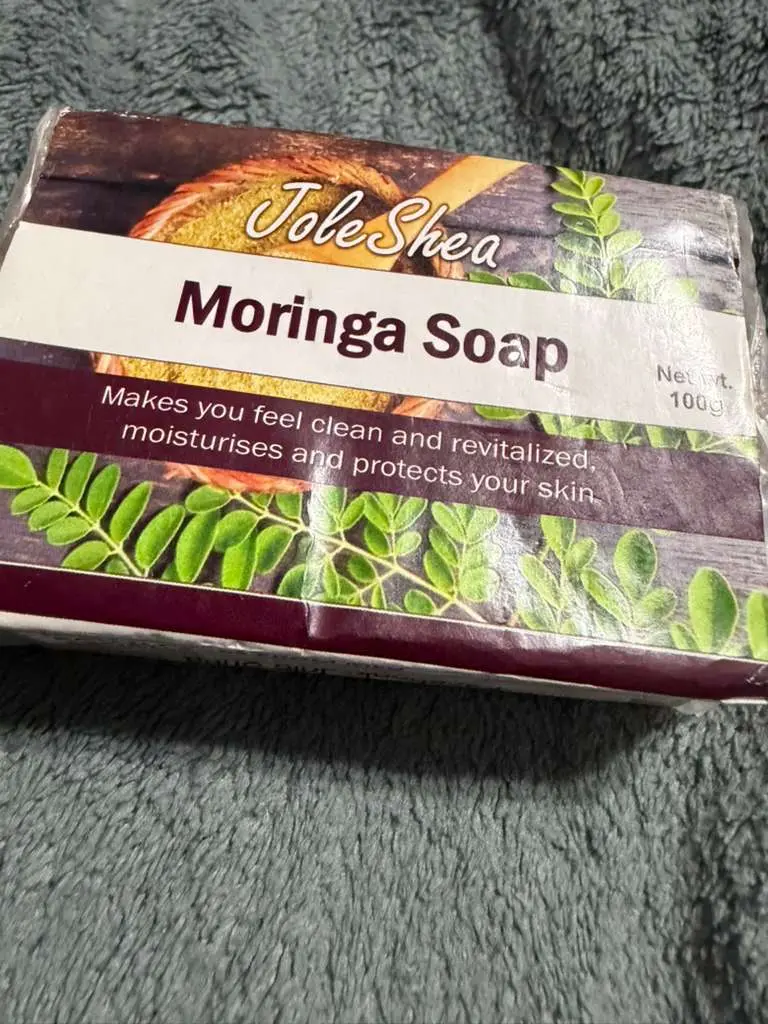 JoleShea
Moringa Soap
Net Wt.
100g
Makes you feel clean and revitalized,
moisturises and protects your skin